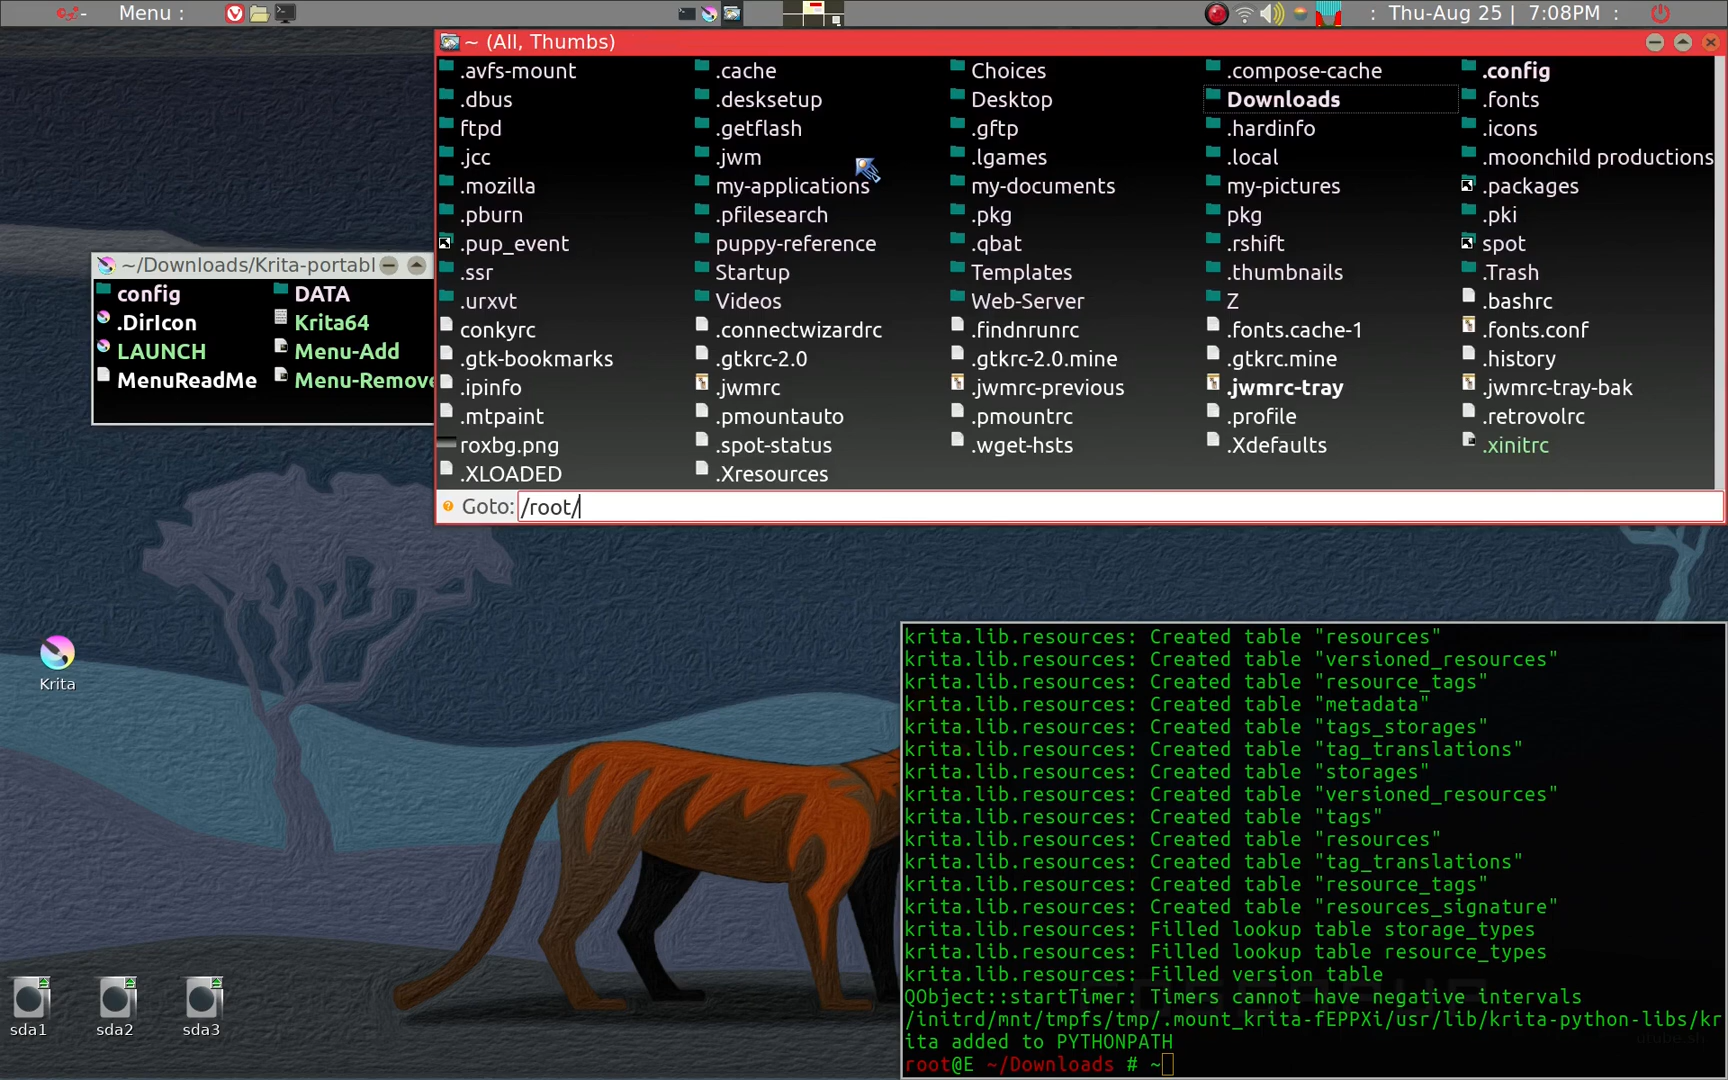 Menu :
: Thu-Aug 25 | 7:08PM :
~ (All, Thumbs)
.avfs-mount .cache Choices .compose-cache .config
.dbus .desksetup Desktop Downloads .fonts
ftpd .getflash .gftp .hardinfo .icons
.jcc .jwm .lgames .local .moonchild productions
.mozilla my-applications my-documents my-pictures .packages
.pburn .pfilesearch .pkg pkg .pki
.pup_event puppy-reference .qbat .rshift spot
.ssr Startup Templates .thumbnails .Trash
.urxvt Videos Web-Server Z .bashrc
conkyrc .connectwizardrc .findnrunrc .fonts.cache-1 .fonts.conf
.gtk-bookmarks .gtkrc-2.0 .gtkrc-2.0.mine .gtkrc.mine .history
.ipinfo .jwmrc .jwmrc-previous .jwmrc-tray .jwmrc-tray-bak
.mtpaint .pmountauto .pmountrc .profile .retrovolrc
roxbg.png .spot-status .wget-hsts .Xdefaults .xinitrc
.XLOADED .Xresources
Goto: /root/
~/Downloads/Krita-portabl
config DATA
.DirIcon Krita64
LAUNCH Menu-Add
MenuReadMe Menu-Remove
Krita
krita.lib.resources: Created table "resources"
krita.lib.resources: Created table "versioned_resources"
krita.lib.resources: Created table "resource_tags"
krita.lib.resources: Created table "metadata"
krita.lib.resources: Created table "tags_storages"
krita.lib.resources: Created table "tag_translations"
krita.lib.resources: Created table "storages"
krita.lib.resources: Created table "versioned_resources"
krita.lib.resources: Created table "tags"
krita.lib.resources: Created table "resources"
krita.lib.resources: Created table "tag_translations"
krita.lib.resources: Created table "resource_tags"
krita.lib.resources: Created table "resources_signature"
krita.lib.resources: Filled lookup table storage_types
krita.lib.resources: Filled lookup table resource_types
krita.lib.resources: Filled version table
QObject::startTimer: Timers cannot have negative intervals
/initrd/mnt/tmpfs/tmp/.mount_krita-fEPPXi/usr/lib/krita-python-libs/kr
ita added to PYTHONPATH
root@E ~/Downloads # ~
sda1 sda2 sda3